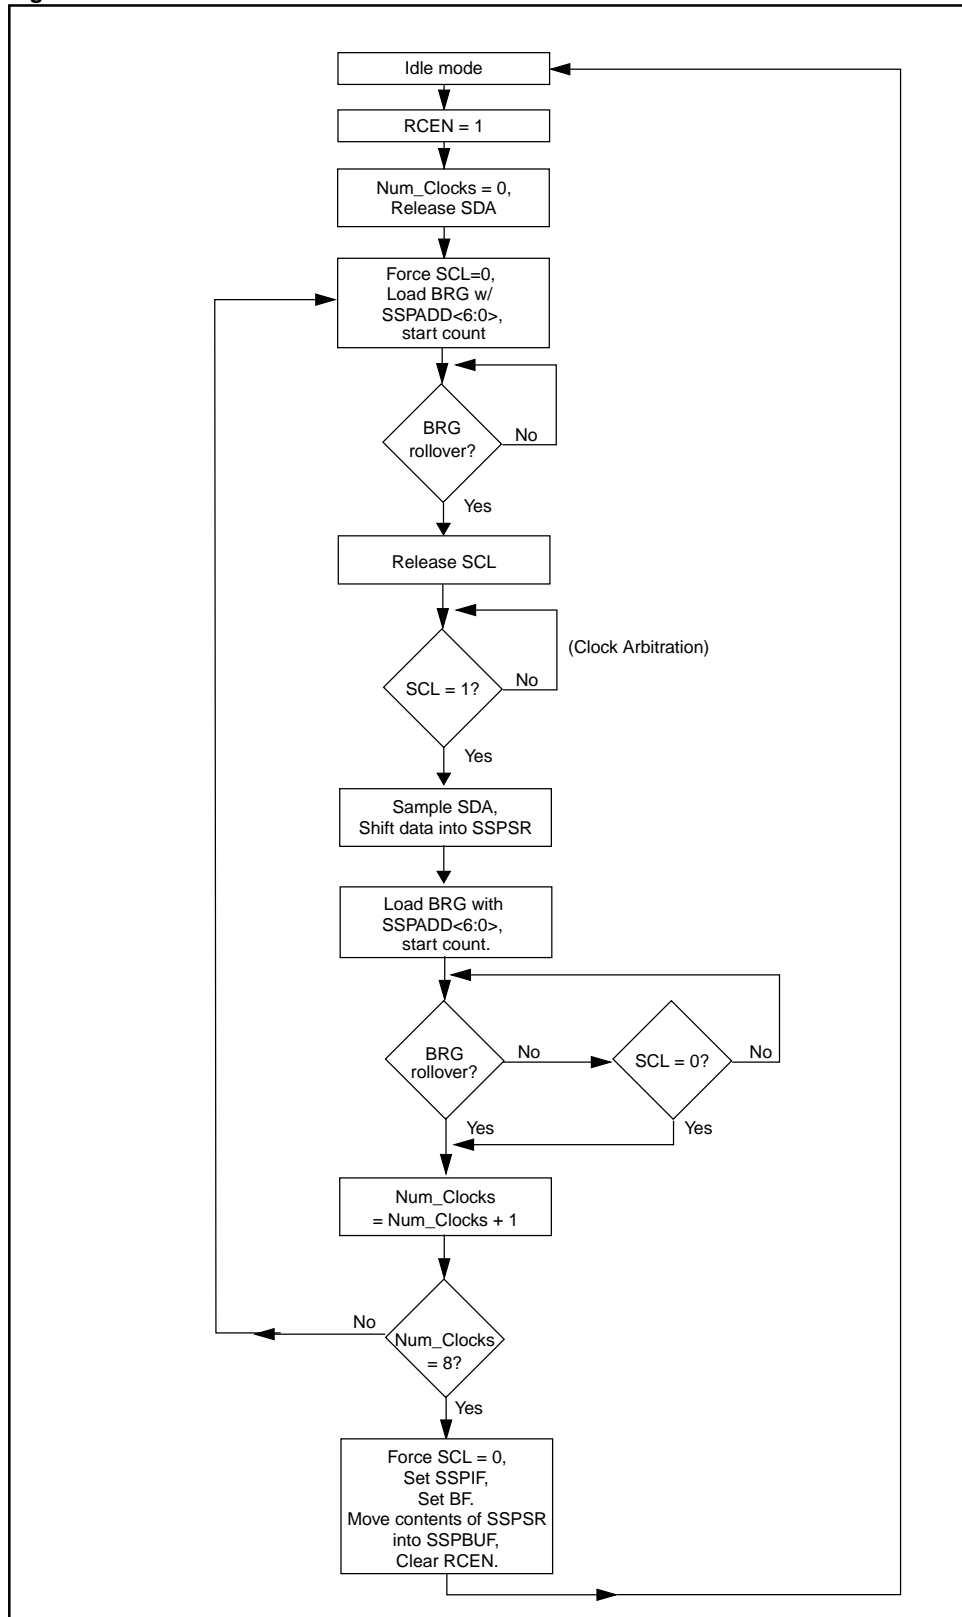 Idle mode
RCEN = 1
Num_Clocks = 0,
Release SDA
Force SCL=0,
Load BRG w/
SSPADD<6:0>,
start count
BRG
rollover?
No
Yes
Release SCL
(Clock Arbitration)
SCL = 1?
No
Yes
Sample SDA,
Shift data into SSPSR
Load BRG with
SSPADD<6:0>,
start count.
BRG
rollover?
No
SCL = 0?
No
Yes
Yes
Num_Clocks
= Num_Clocks + 1
No
Num_Clocks
= 8?
Yes
Force SCL = 0,
Set SSPIF,
Set BF.
Move contents of SSPSR
into SSPBUF,
Clear RCEN.